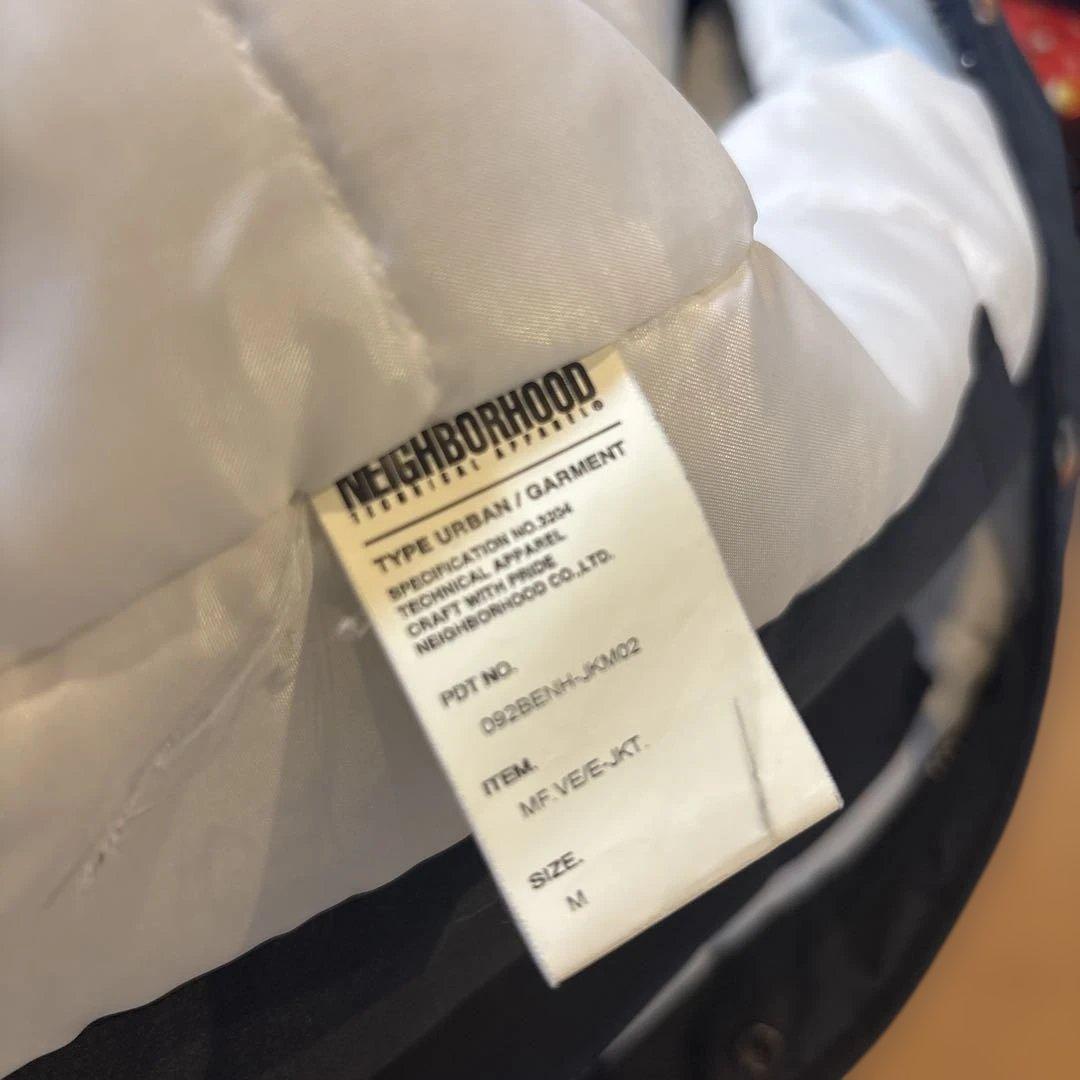 NEIGHBORHOOD
TECHNICAL APPAREL®
TYPE URBAN / GARMENT
SPECIFICATION NO.3204
TECHNICAL APPAREL
CRAFT WITH PRIDE
NEIGHBORHOOD CO.,LTD.
PDT NO.
092BENH-JKM02
ITEM.
MF.VE/E-JKT.
SIZE.
M